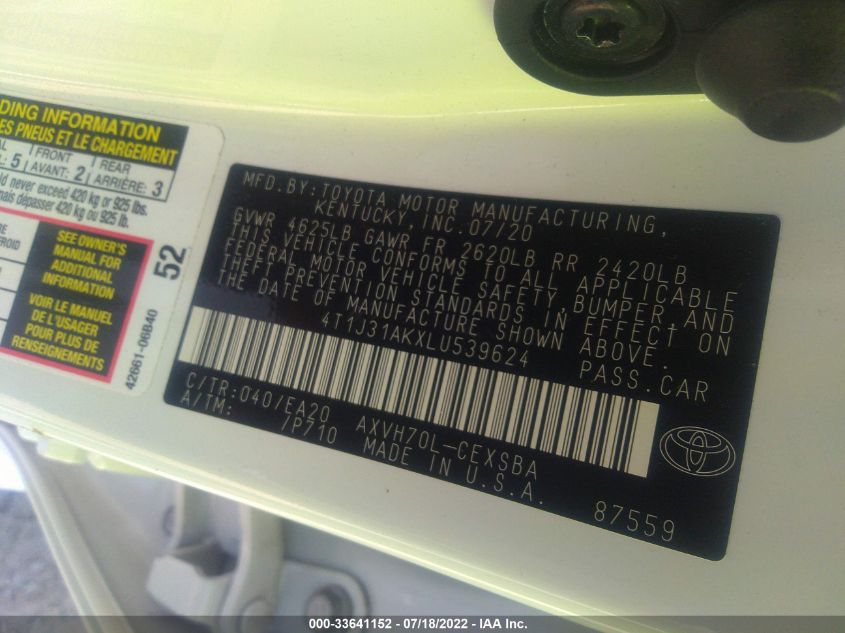 DING INFORMATION
ES PNEUS ET LE CHARGEMENT
5 FRONT REAR
AVANT: 2 ARRIÈRE: 3
never exceed 420 kg or 925 lbs.
mais dépasser 420 kg ou 925 lb.
SEE OWNER'S
MANUAL FOR
ADDITIONAL
INFORMATION
VOIR LE MANUEL
DE L'USAGER
POUR PLUS DE
RENSEIGNEMENTS
52
42661-06B40
MFD. BY: TOYOTA MOTOR MANUFACTURING,
KENTUCKY, INC. 07/20
GVWR 4625LB GAWR FR 2620LB RR 2420LB
THIS VEHICLE CONFORMS TO ALL APPLICABLE
FEDERAL MOTOR VEHICLE SAFETY, BUMPER AND
THEFT PREVENTION STANDARDS IN EFFECT ON
THE DATE OF MANUFACTURE SHOWN ABOVE.
4T1J31AKXLU539624 PASS.CAR
C/TR: 040/EA20 AXVH70L-CEXSBA
A/TM: /P710 MADE IN U.S.A.
87559
000-33641152 - 07/18/2022 - IAA Inc.